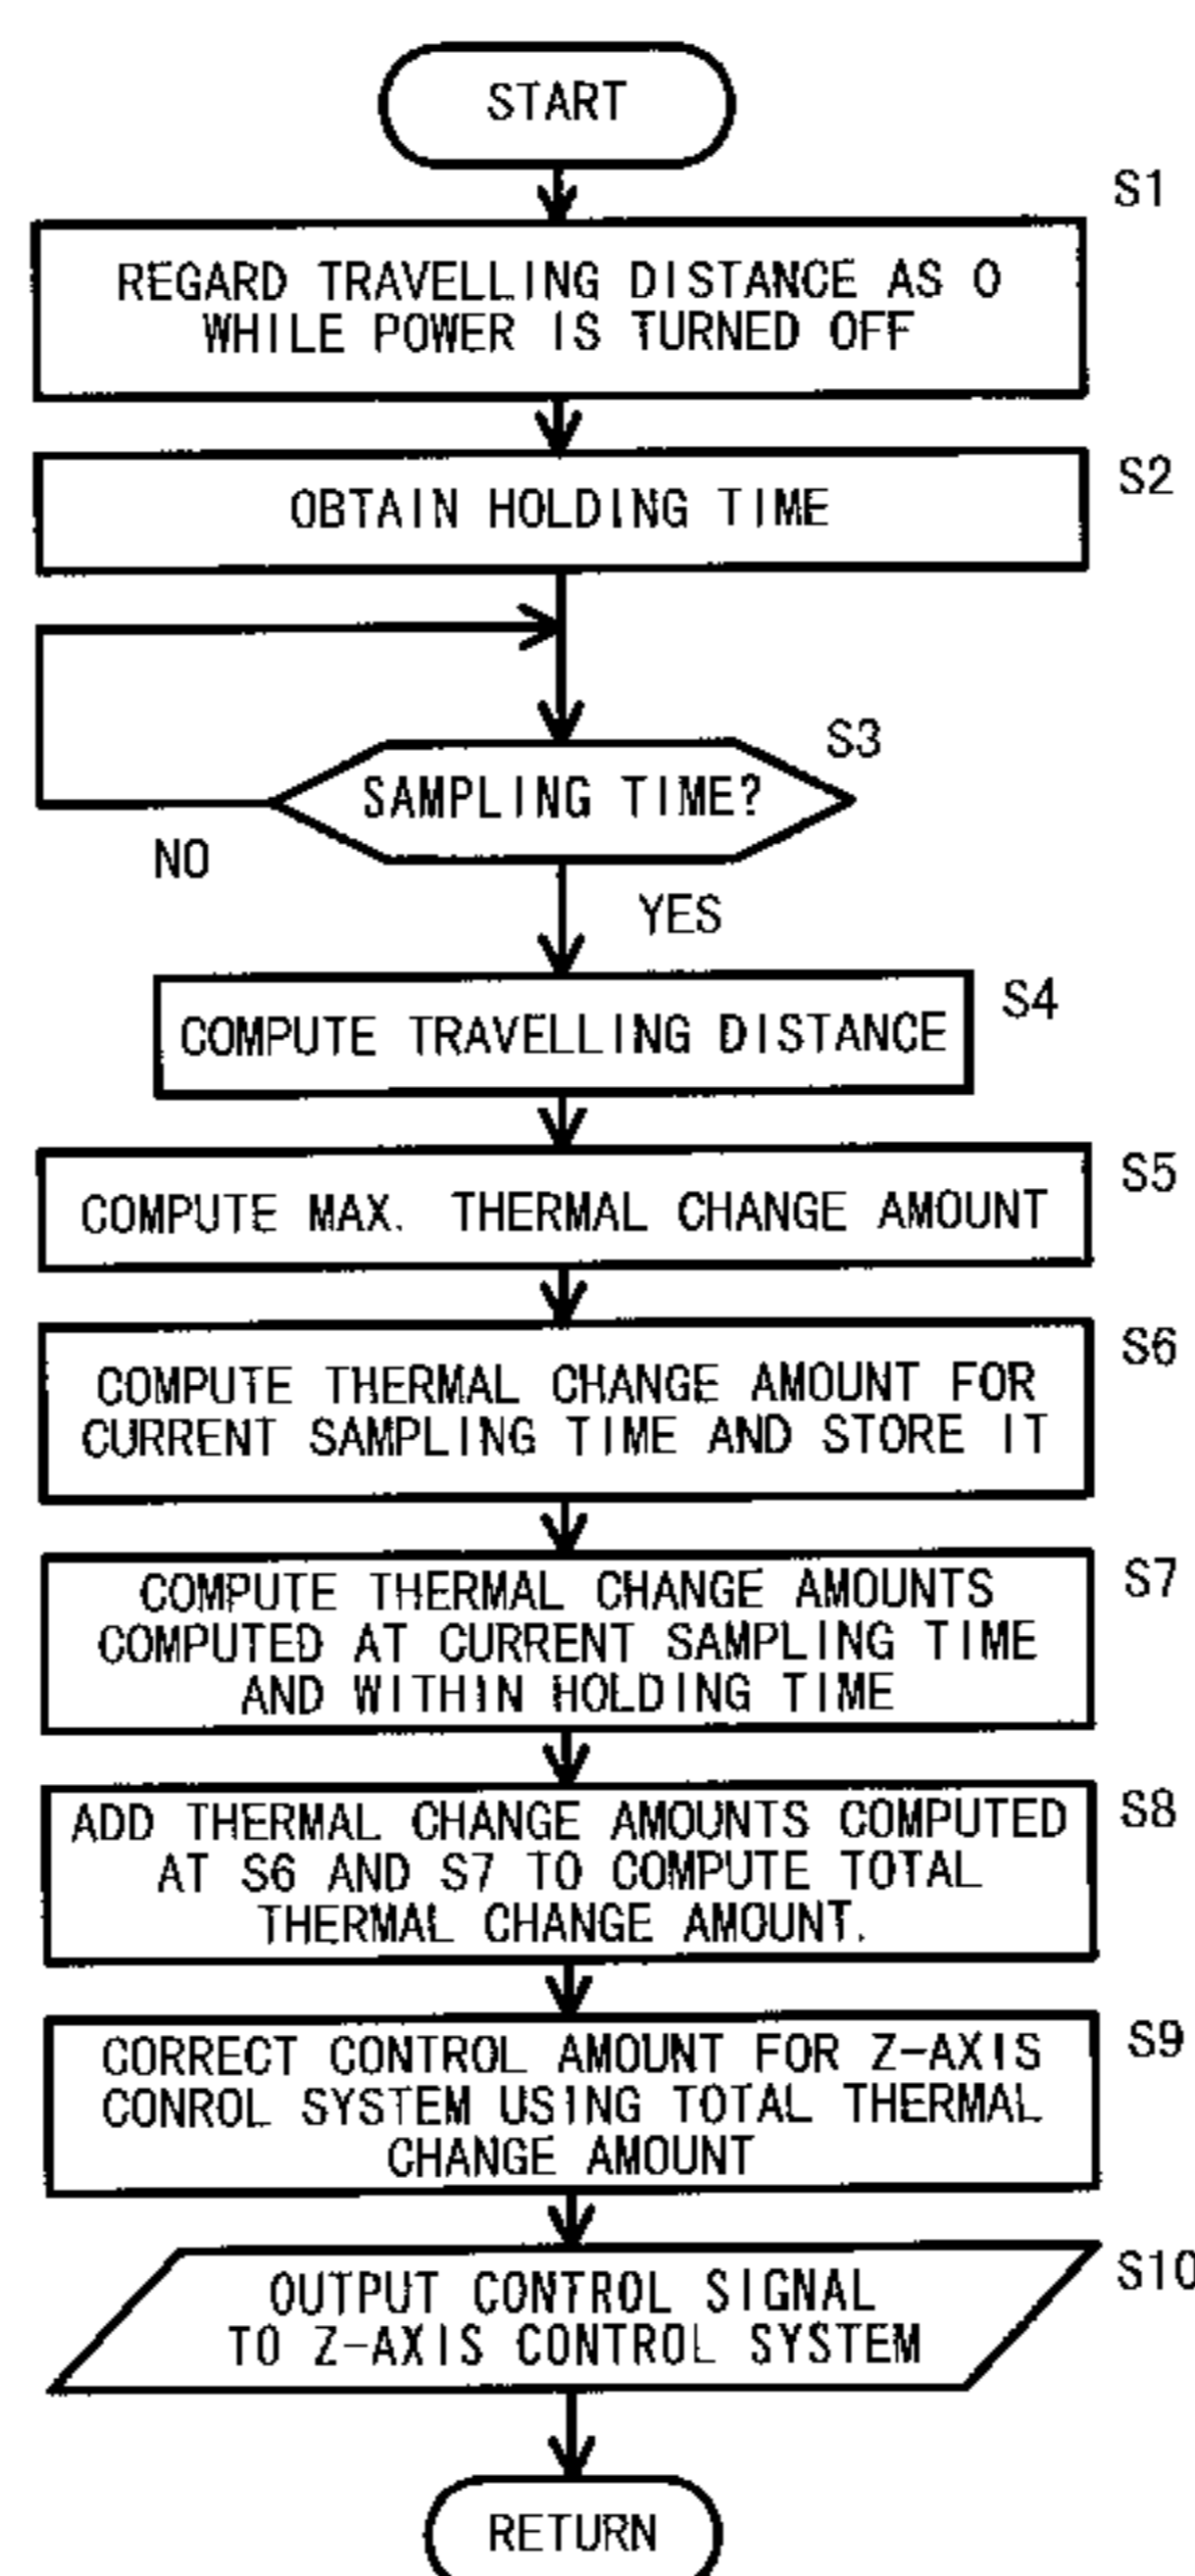 START
S1
REGARD TRAVELLING DISTANCE AS 0
WHILE POWER IS TURNED OFF
S2
OBTAIN HOLDING TIME
S3
SAMPLING TIME?
NO
YES
S4
COMPUTE TRAVELLING DISTANCE
S5
COMPUTE MAX. THERMAL CHANGE AMOUNT
S6
COMPUTE THERMAL CHANGE AMOUNT FOR
CURRENT SAMPLING TIME AND STORE IT
S7
COMPUTE THERMAL CHANGE AMOUNTS
COMPUTED AT CURRENT SAMPLING TIME
AND WITHIN HOLDING TIME
S8
ADD THERMAL CHANGE AMOUNTS COMPUTED
AT S6 AND S7 TO COMPUTE TOTAL
THERMAL CHANGE AMOUNT.
S9
CORRECT CONTROL AMOUNT FOR Z-AXIS
CONROL SYSTEM USING TOTAL THERMAL
CHANGE AMOUNT
S10
OUTPUT CONTROL SIGNAL
TO Z-AXIS CONTROL SYSTEM
RETURN